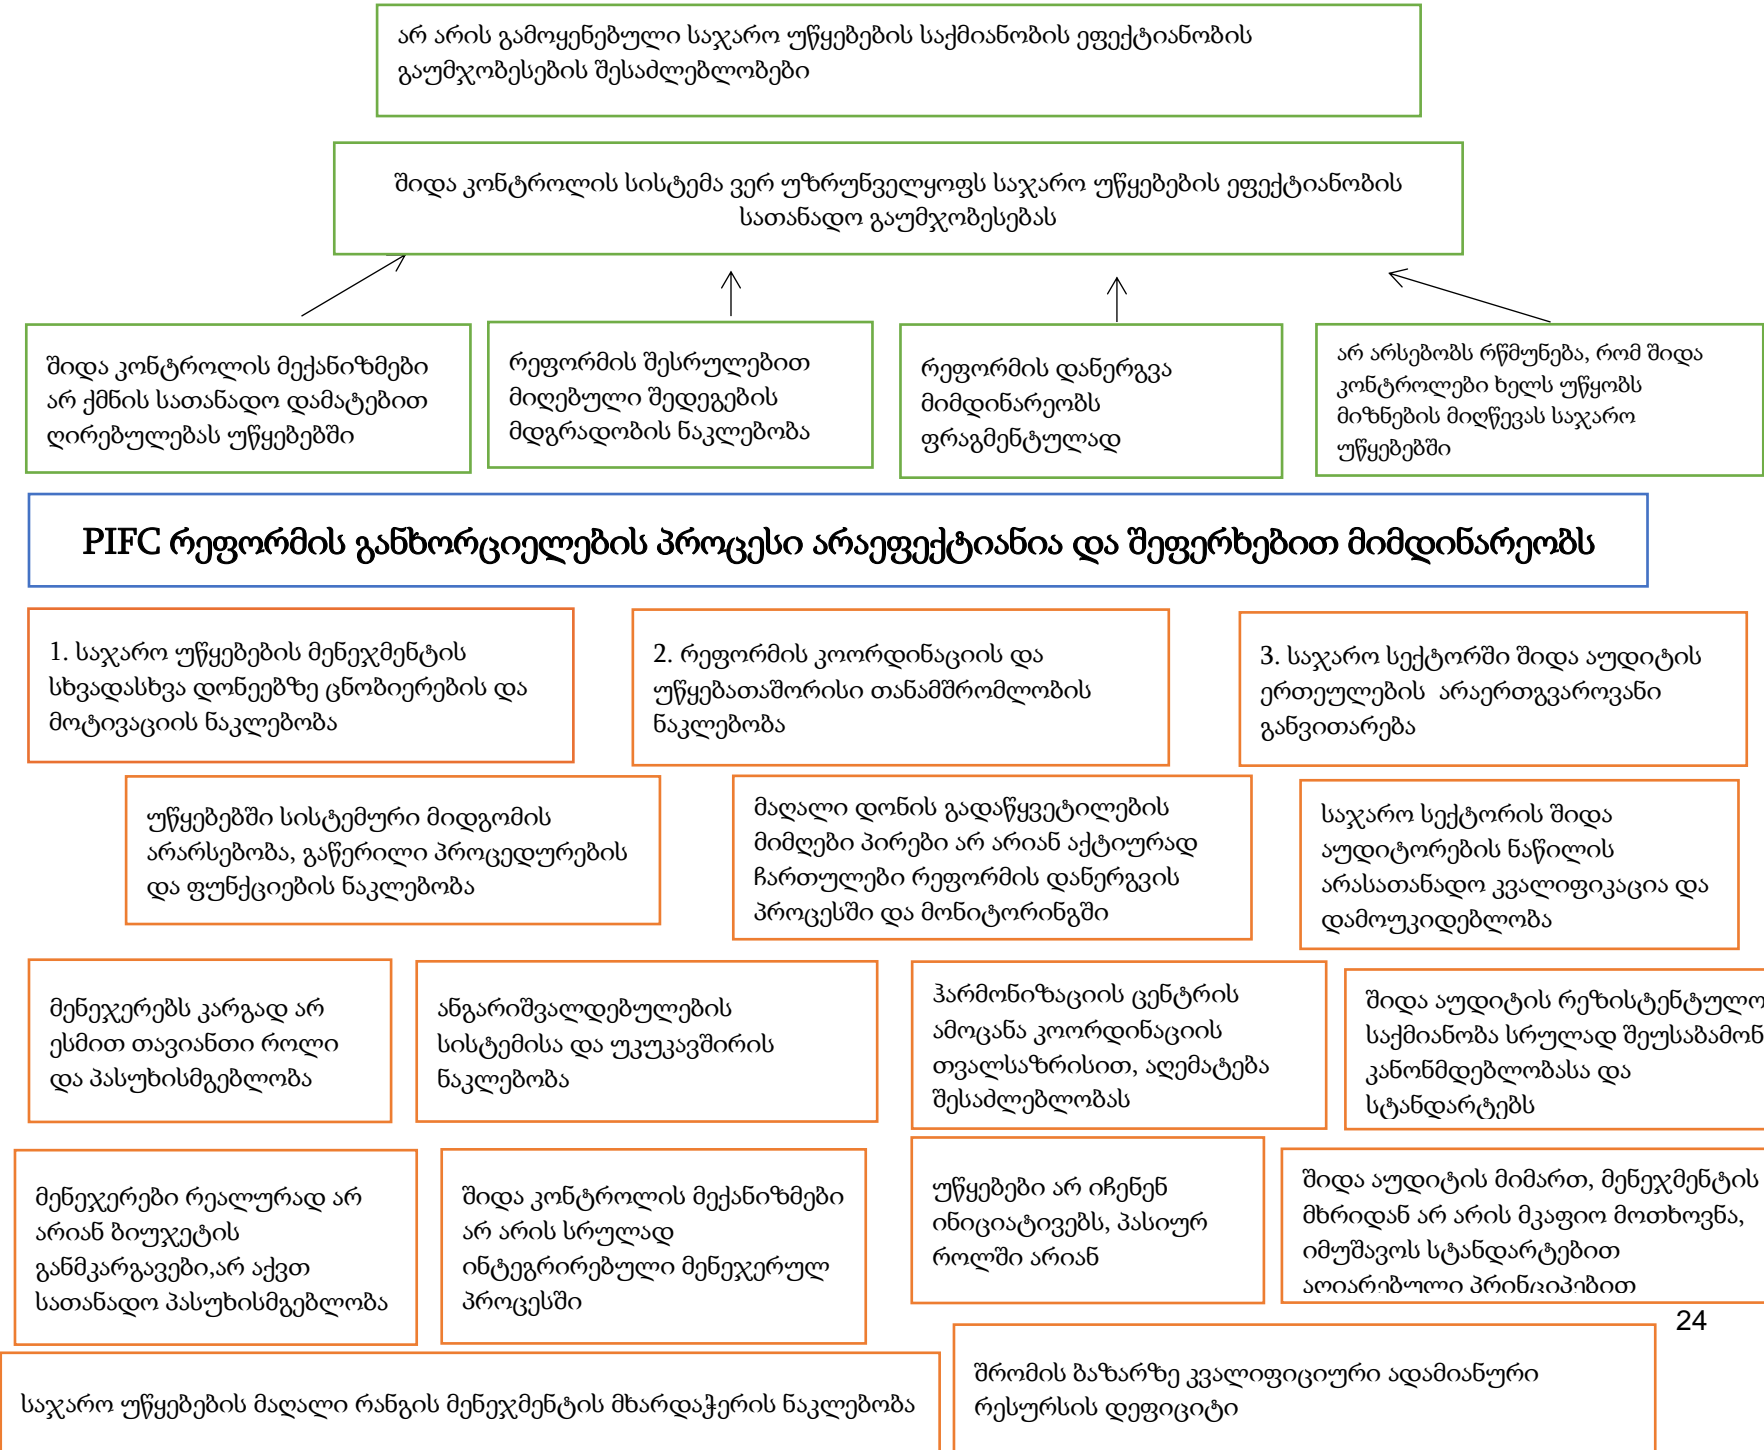 არ არის გამოყენებული საჯარო უწყებების საქმიანობის ეფექტიანობის
გაუმჯობესების შესაძლებლობები
შიდა კონტროლის სისტემა ვერ უზრუნველყოფს საჯარო უწყებების ეფექტიანობის
სათანადო გაუმჯობესებას
შიდა კონტროლის მექანიზმები
არ ქმნის სათანადო დამატებით
ღირებულებას უწყებებში
რეფორმის შესრულებით
მიღებული შედეგების
მდგრადობის ნაკლებობა
რეფორმის დანერგვა
მიმდინარეობს
ფრაგმენტულად
არ არსებობს რწმუნება, რომ შიდა
კონტროლები ხელს უწყობს
მიზნების მიღწევას საჯარო
უწყებებში
PIFC რეფორმის განხორციელების პროცესი არაეფექტიანია და შეფერხებით მიმდინარეობს
1. საჯარო უწყებების მენეჯმენტის
სხვადასხვა დონეებზე ცნობიერების და
მოტივაციის ნაკლებობა
2. რეფორმის კოორდინაციის და
უწყებათაშორისი თანამშრომლობის
ნაკლებობა
3. საჯარო სექტორში შიდა აუდიტის
ერთეულების არაერთგვაროვანი
განვითარება
უწყებებში სისტემური მიდგომის
არარსებობა, გაწერილი პროცედურების
და ფუნქციების ნაკლებობა
მაღალი დონის გადაწყვეტილების
მიმღები პირები არ არიან აქტიურად
ჩართულები რეფორმის დანერგვის
პროცესში და მონიტორინგში
საჯარო სექტორის შიდა
აუდიტორების ნაწილის
არასათანადო კვალიფიკაცია და
დამოუკიდებლობა
მენეჯერებს კარგად არ
ესმით თავიანთი როლი
და პასუხისმგებლობა
ანგარიშვალდებულების
სისტემისა და უკუკავშირის
ნაკლებობა
ჰარმონიზაციის ცენტრის
ამოცანა კოორდინაციის
თვალსაზრისით, აღემატება
შესაძლებლობას
შიდა აუდიტის რეზისტენტულო
საქმიანობა სრულად შეუსაბამონ
კანონმდებლობასა და
სტანდარტებს
მენეჯერები რეალურად არ
არიან ბიუჯეტის
განმკარგავები,არ აქვთ
სათანადო პასუხისმგებლობა
შიდა კონტროლის მექანიზმები
არ არის სრულად
ინტეგრირებული მენეჯერულ
პროცესში
უწყებები არ იჩენენ
ინიციატივებს, პასიურ
როლში არიან
შიდა აუდიტის მიმართ, მენეჯმენტის
მხრიდან არ არის მკაფიო მოთხოვნა,
იმუშავოს სტანდარტებით
აღიარებული პრინციპებით
24
საჯარო უწყებების მაღალი რანგის მენეჯმენტის მხარდაჭერის ნაკლებობა
შრომის ბაზარზე კვალიფიციური ადამიანური
რესურსის დეფიციტი